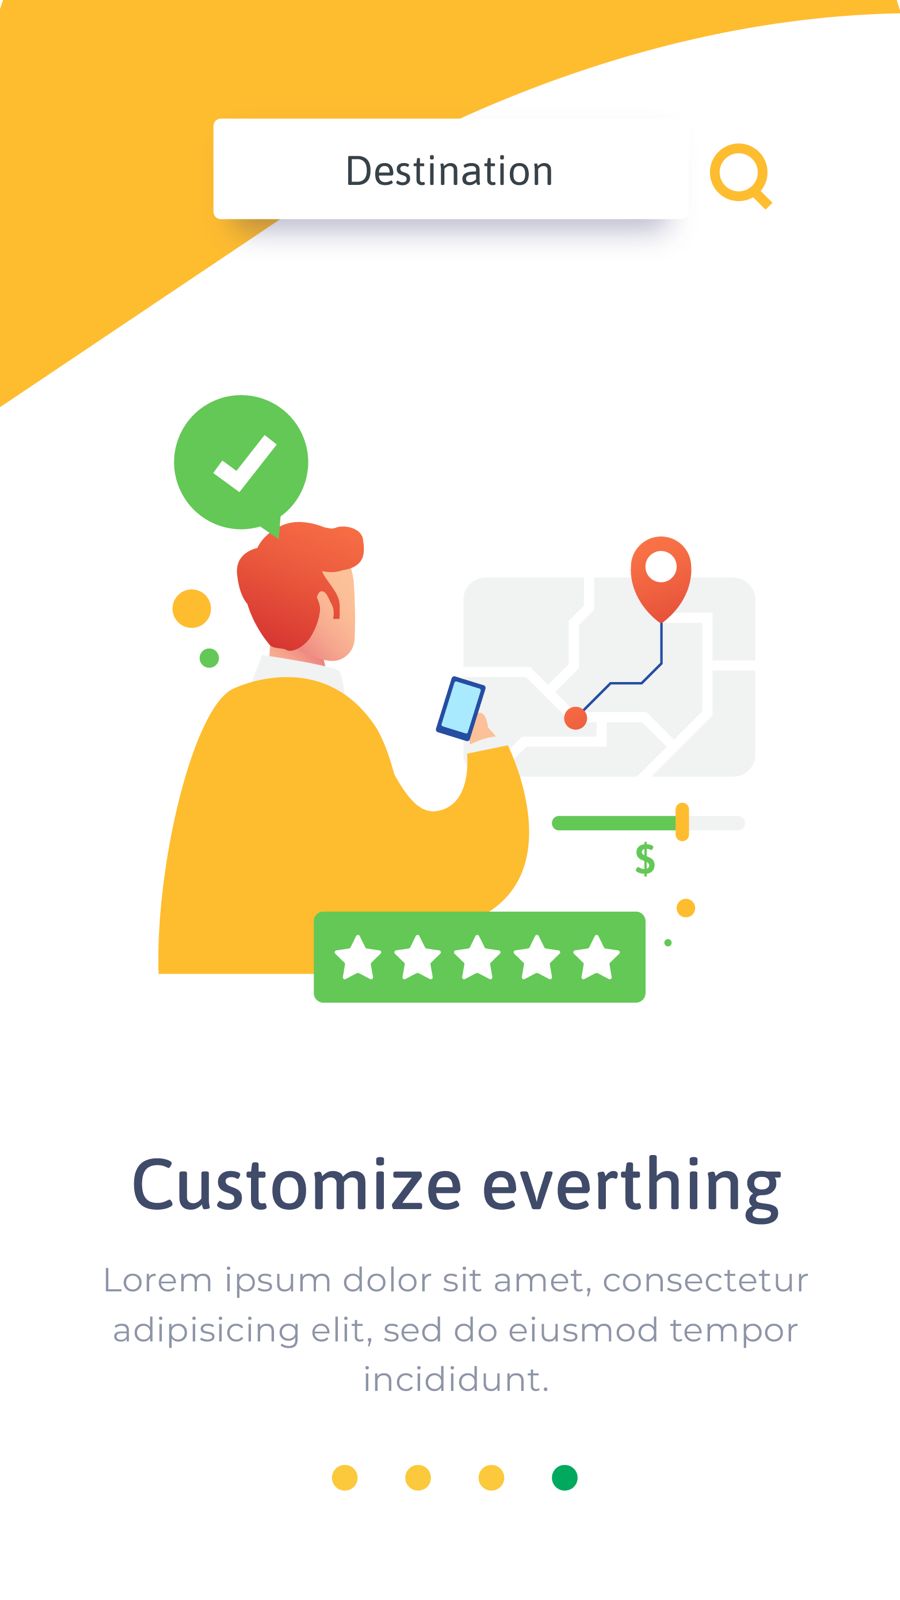 Destination
$
Customize everthing
Lorem ipsum dolor sit amet, consectetur
adipisicing elit, sed do eiusmod tempor
incididunt.